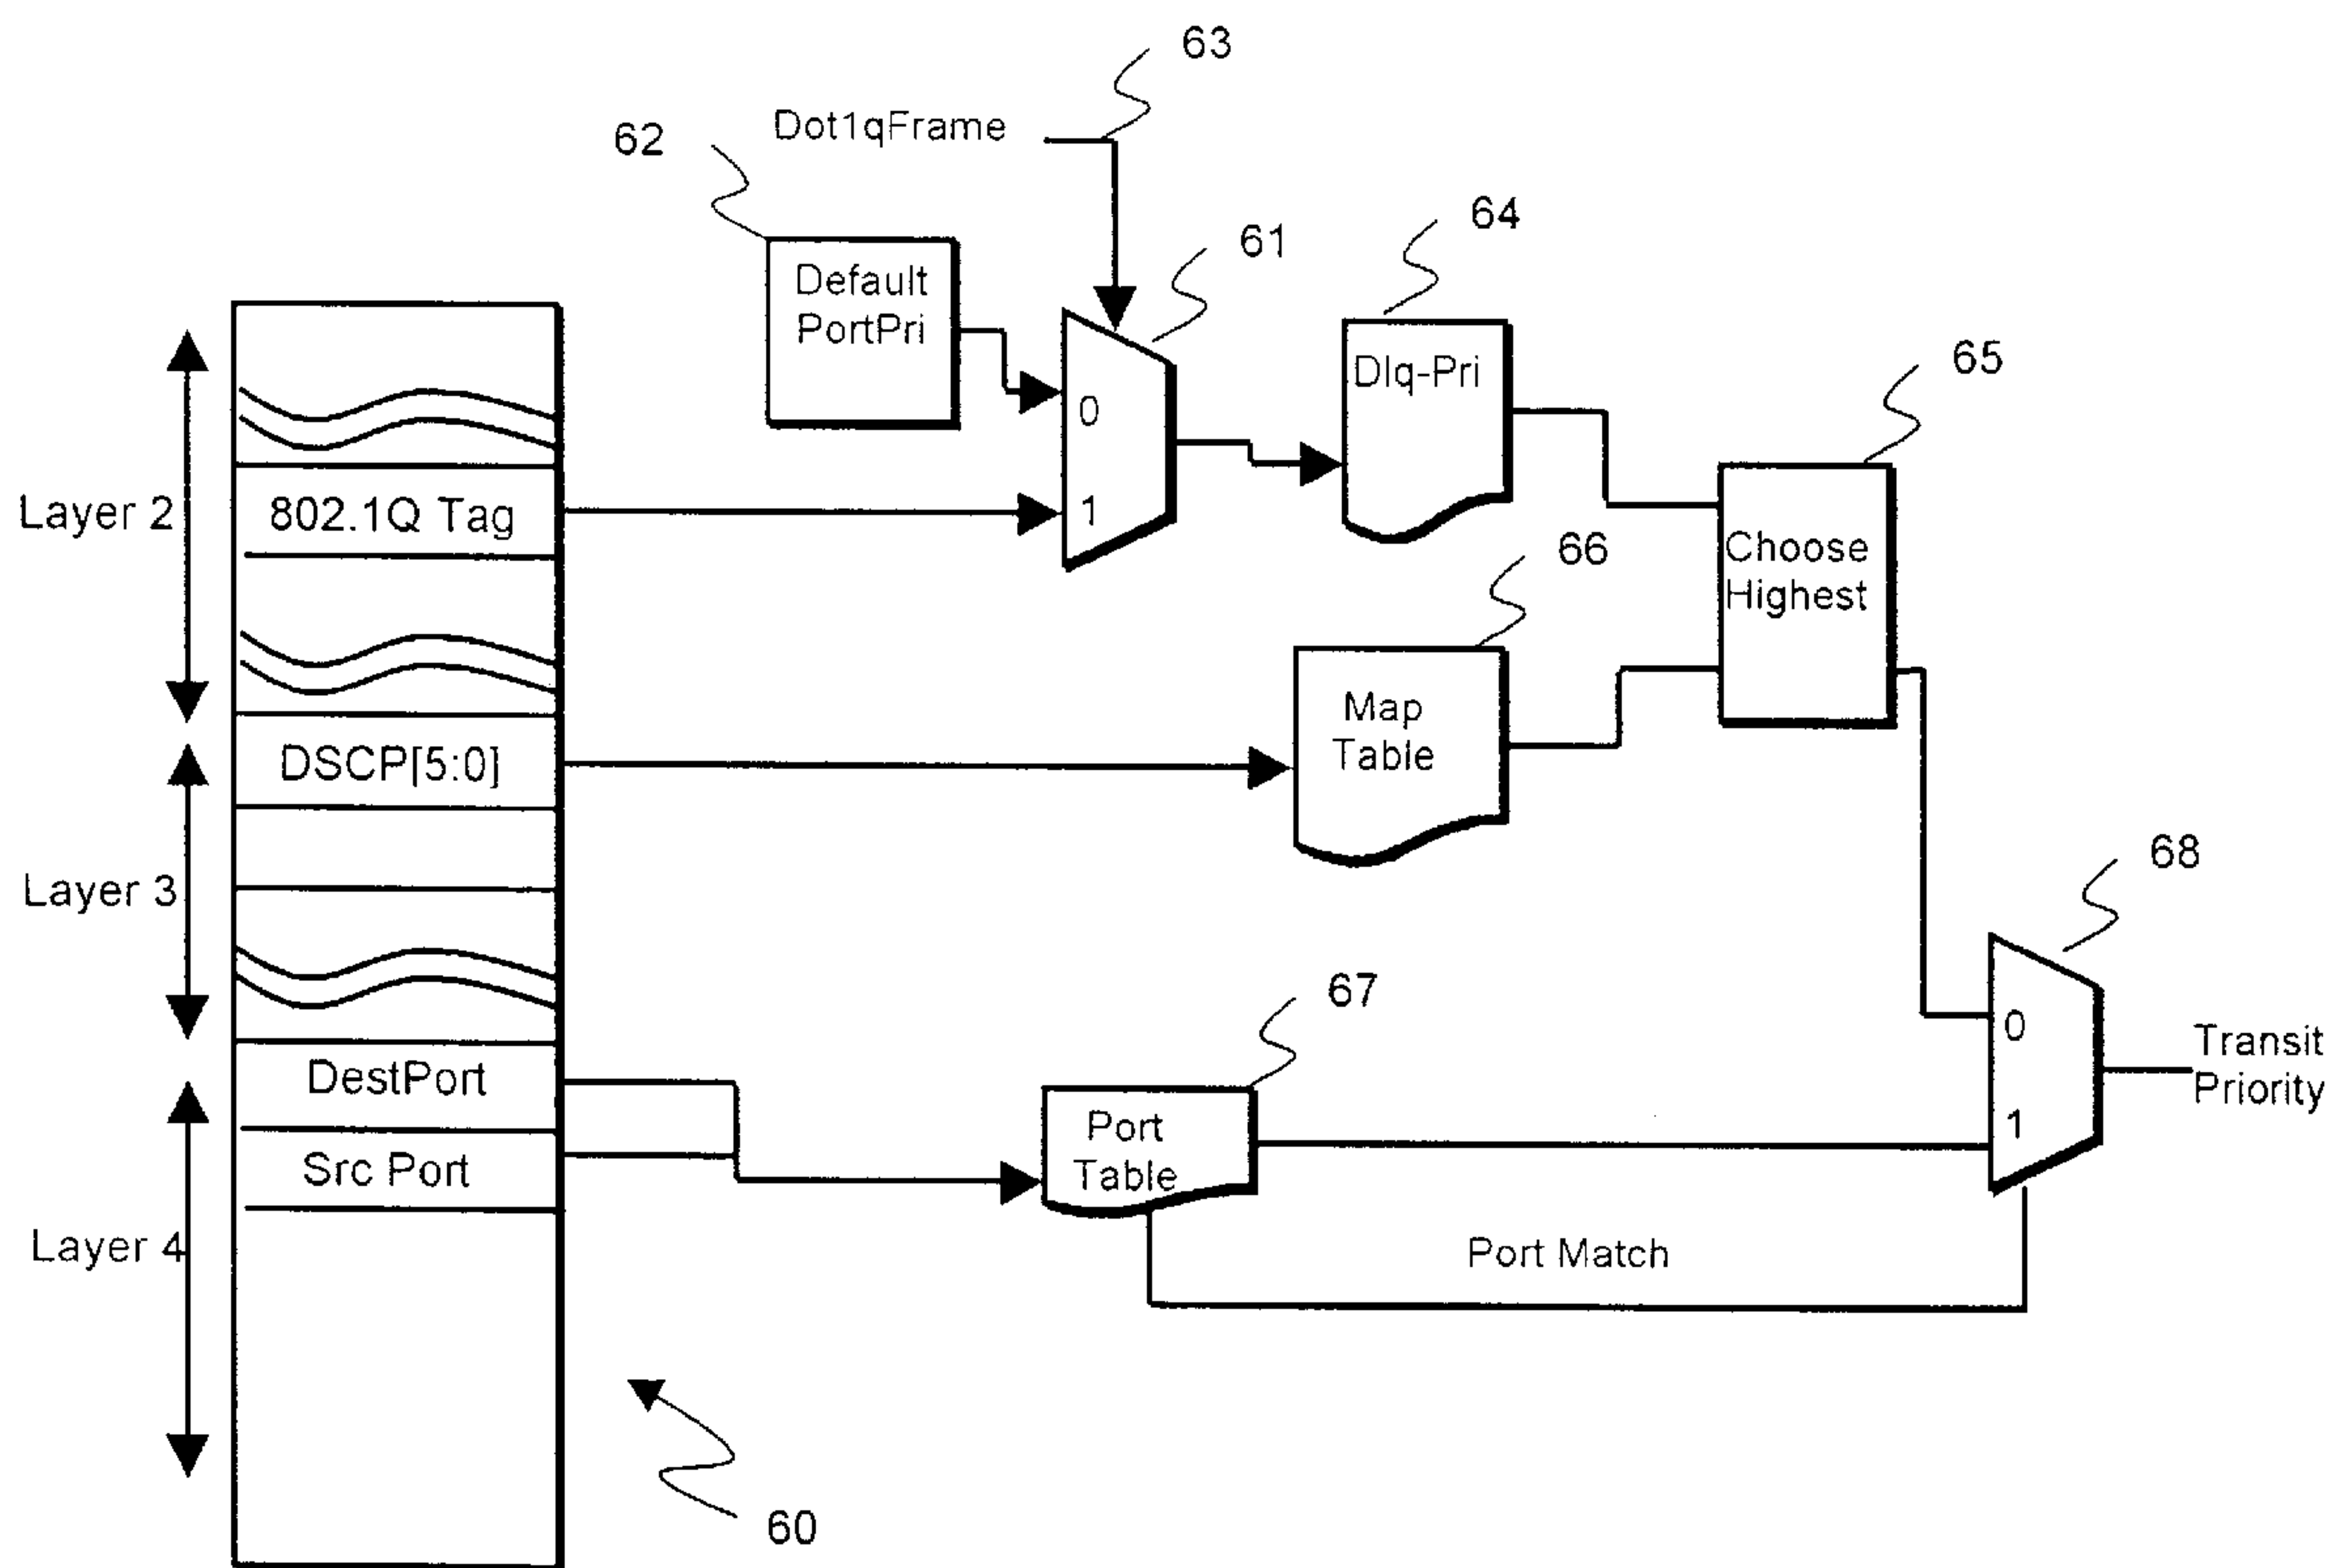 63
Dot1qFrame
62
64
61
Default
PortPri
65
Dlq-Pri
0
Layer 2
802.1Q Tag
1
66
Choose
Highest
Map
Table
DSCP[5:0]
68
Layer 3
67
0
Transit
Priority
DestPort
Port
Table
1
Src Port
Layer 4
Port Match
60